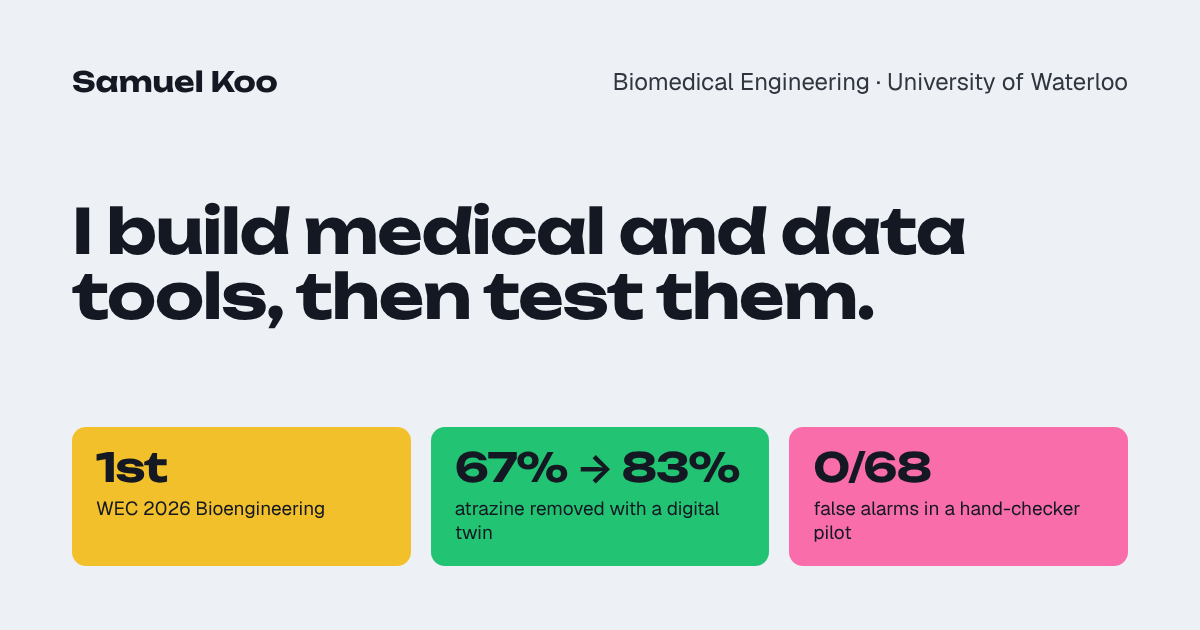 Samuel Koo
Biomedical Engineering · University of Waterloo
I build medical and data
tools, then test them.
1st
WEC 2026 Bioengineering
67% → 83%
atrazine removed with a digital
twin
0/68
false alarms in a hand-checker
pilot